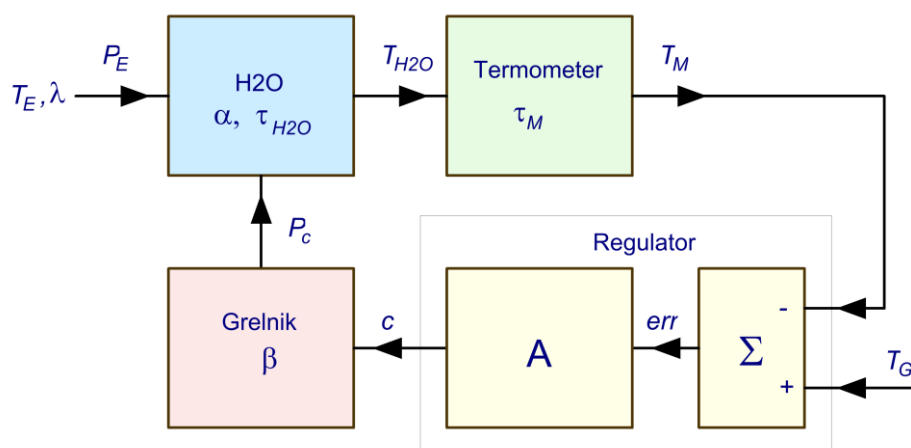 P_E
T_E, λ
H2O
α, τ_H2O
T_H2O
Termometer
τ_M
T_M
P_c
Regulator
Grelnik
β
c
A
err
Σ
-
+
T_G